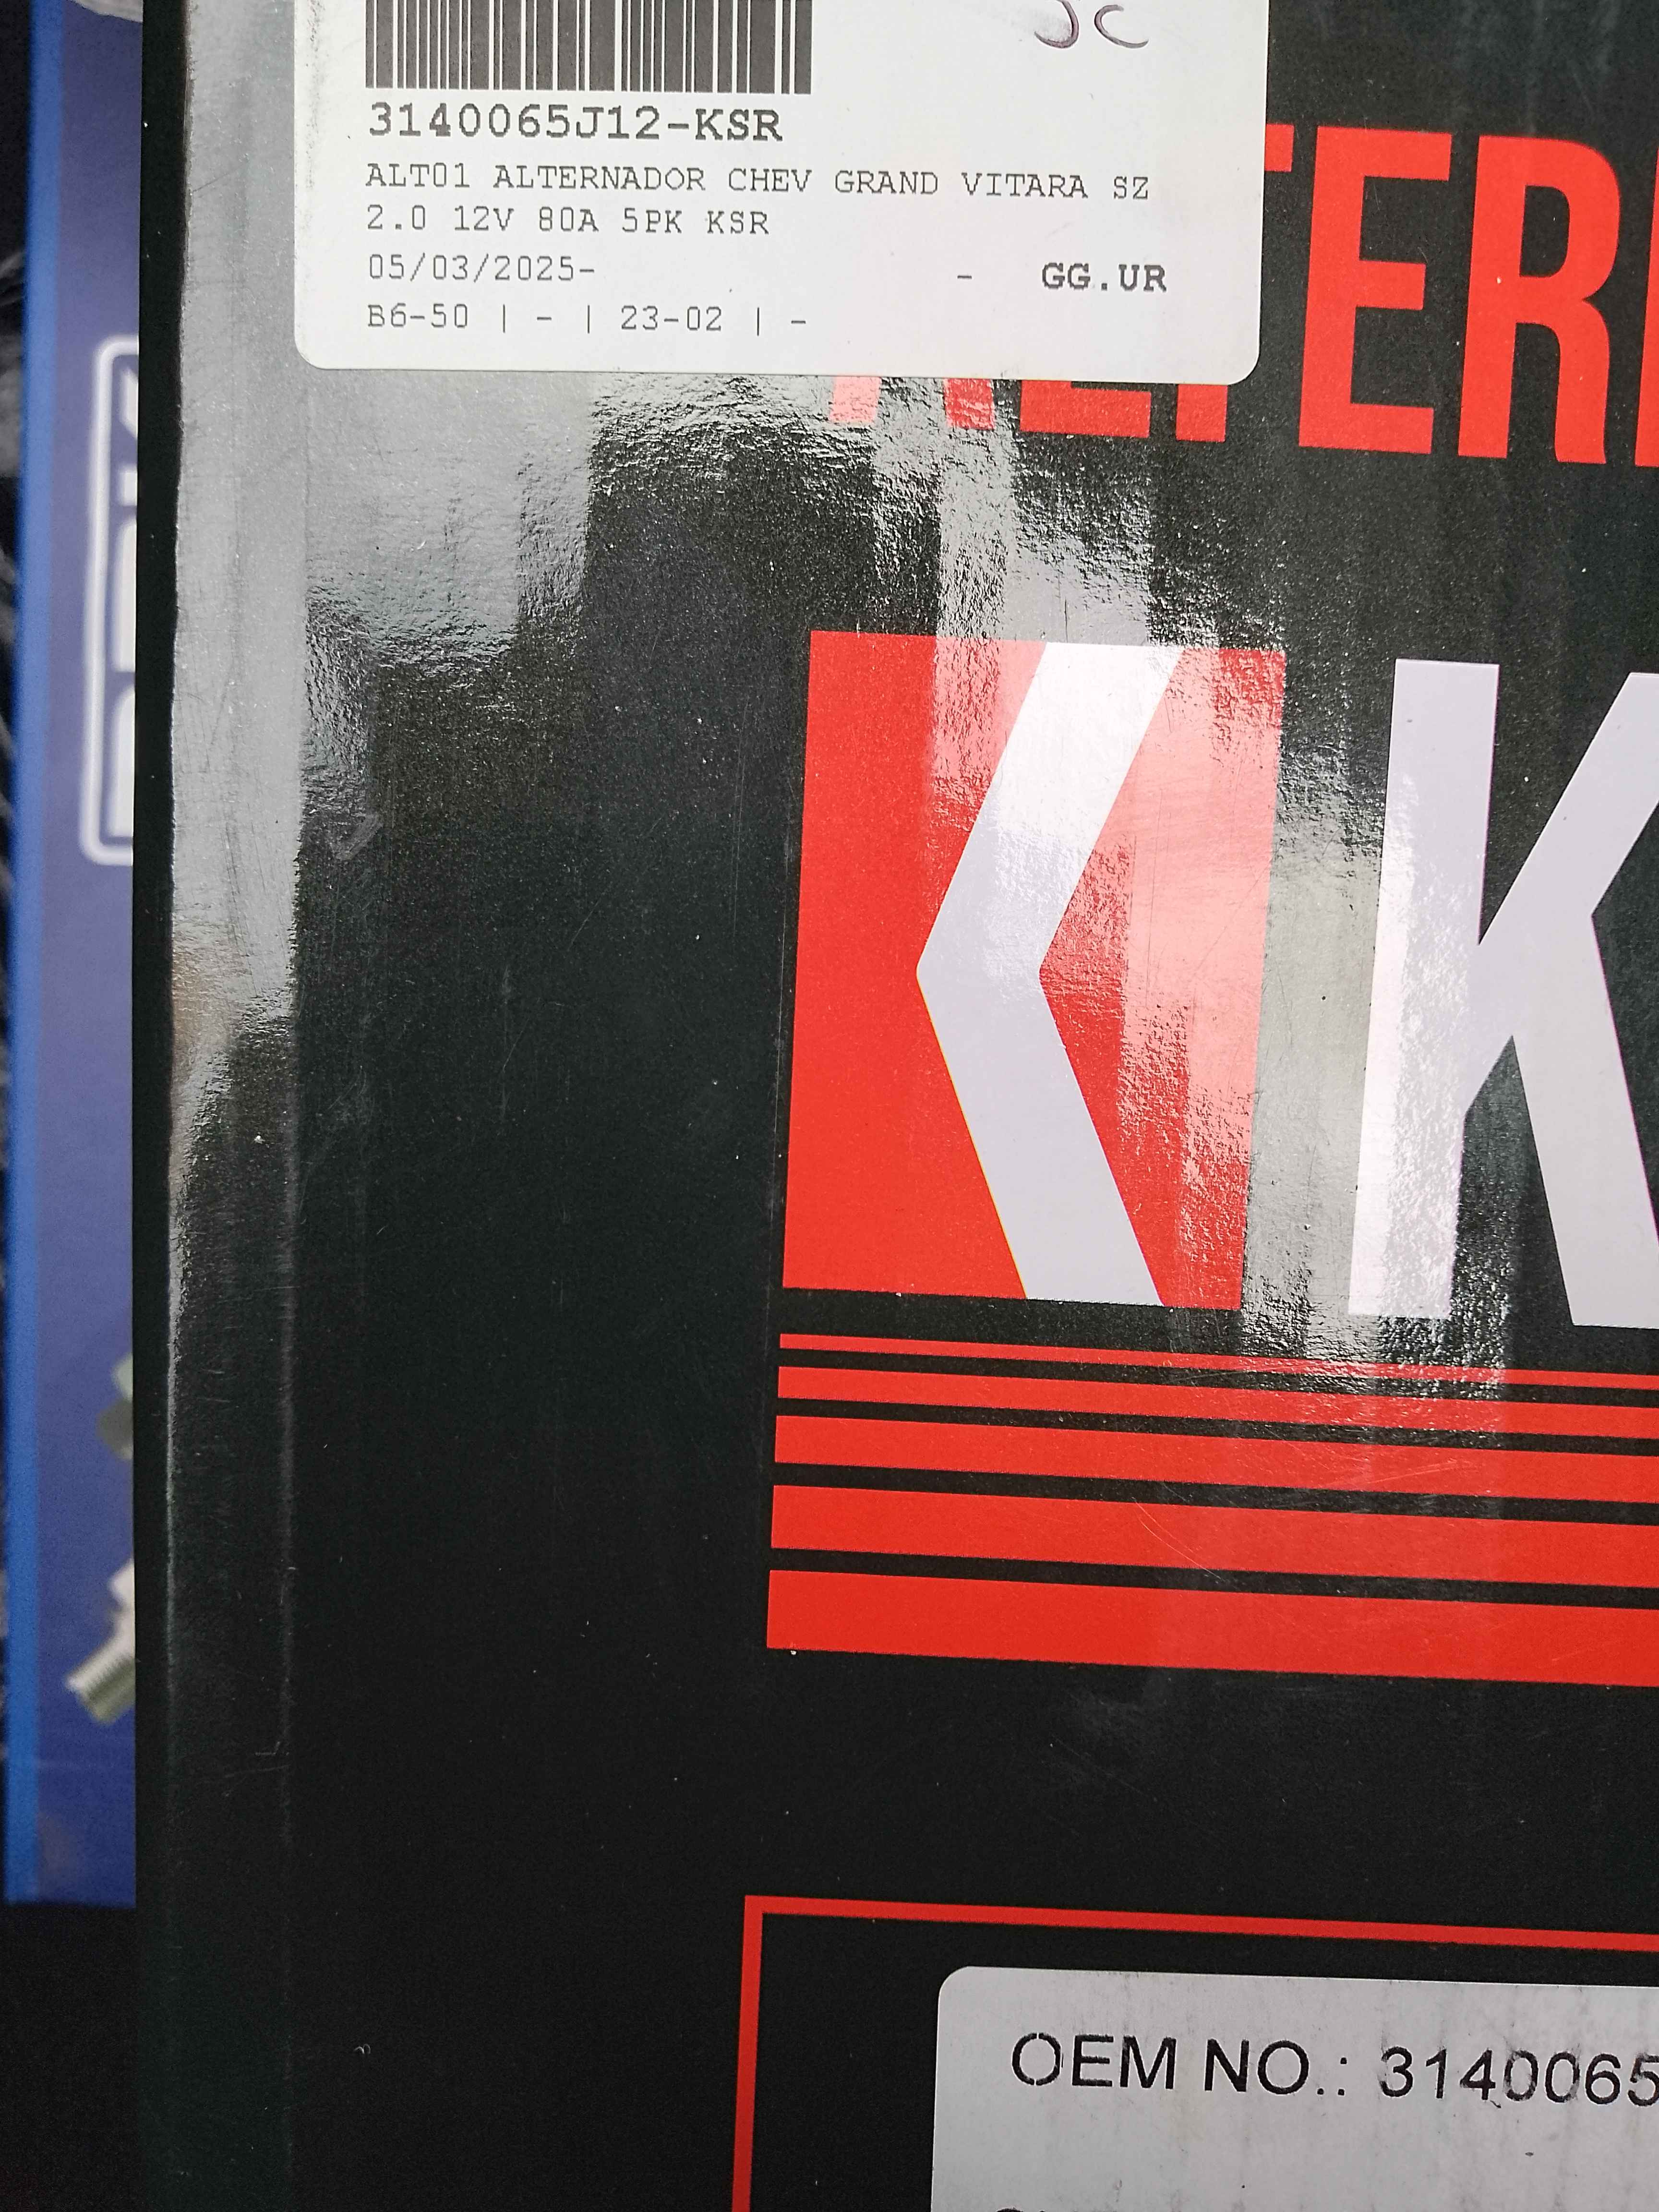 3140065J12-KSR
ALT01 ALTERNADOR CHEV GRAND VITARA SZ
2.0 12V 80A 5PK KSR
05/03/2025- - GG.UR
B6-50 | - | 23-02 | -
K
OEM NO.: 3140065